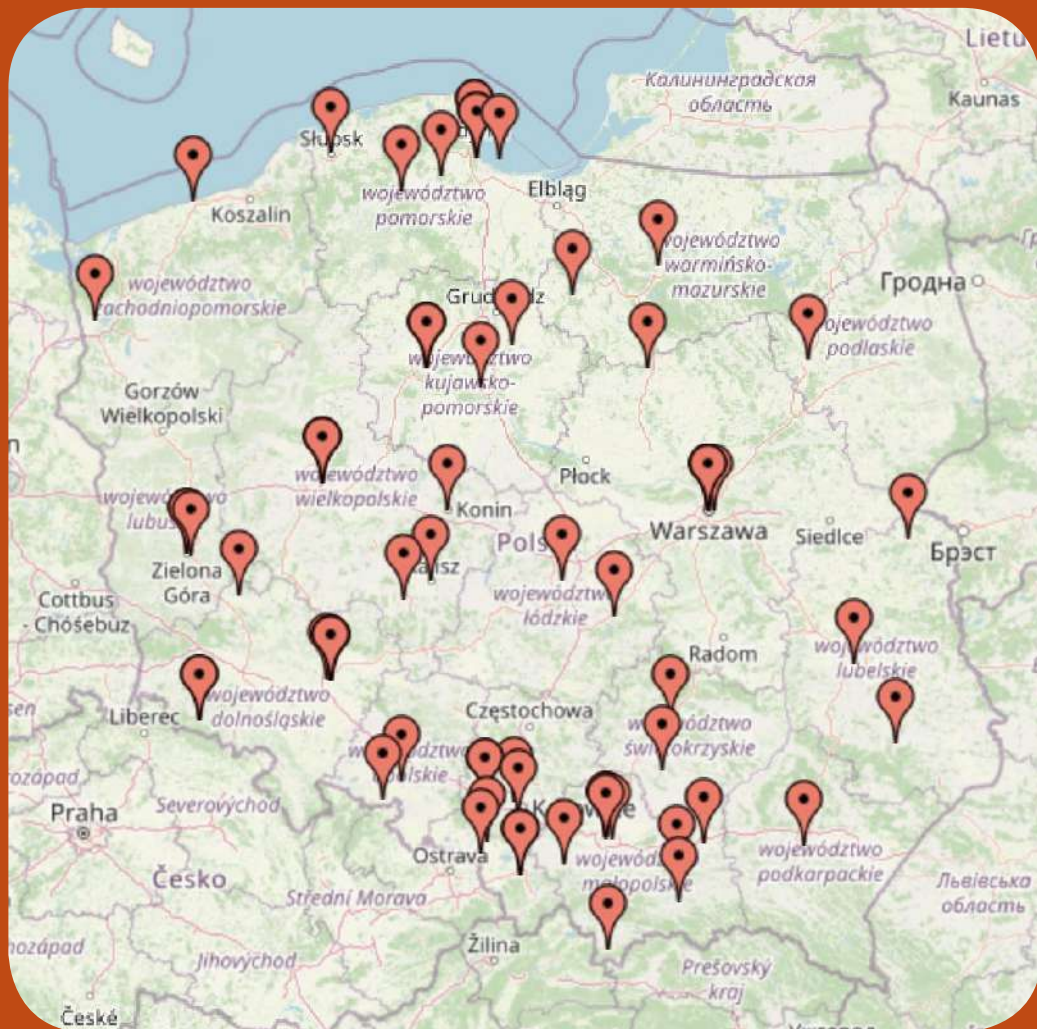 Lietu
Калининградская
область
Kaunas
Słupsk
województwo
pomorskie
Elbląg
Koszalin
województwo
warmińsko-
mazurskie
Гродна
województwo
zachodniopomorskie
województwo
podlaskie
województwo
kujawsko-
pomorskie
Gorzów
Wielkopolski
Płock
województwo
wielkopolskie
Konin
Warszawa
Siedlce
Брэст
Zielona
Góra
Cottbus
- Chóśebuz
województwo
łódzkie
Radom
województwo
lubelskie
Liberec
województwo
dolnośląskie
Częstochowa
świętokrzyskie
Praha
Severovýchod
Ostrava
województwo
małopolskie
województwo
podkarpackie
Česko
Střední Morava
Львівська
область
Žilina
Jihovýchod
Prešovský
kraj
České